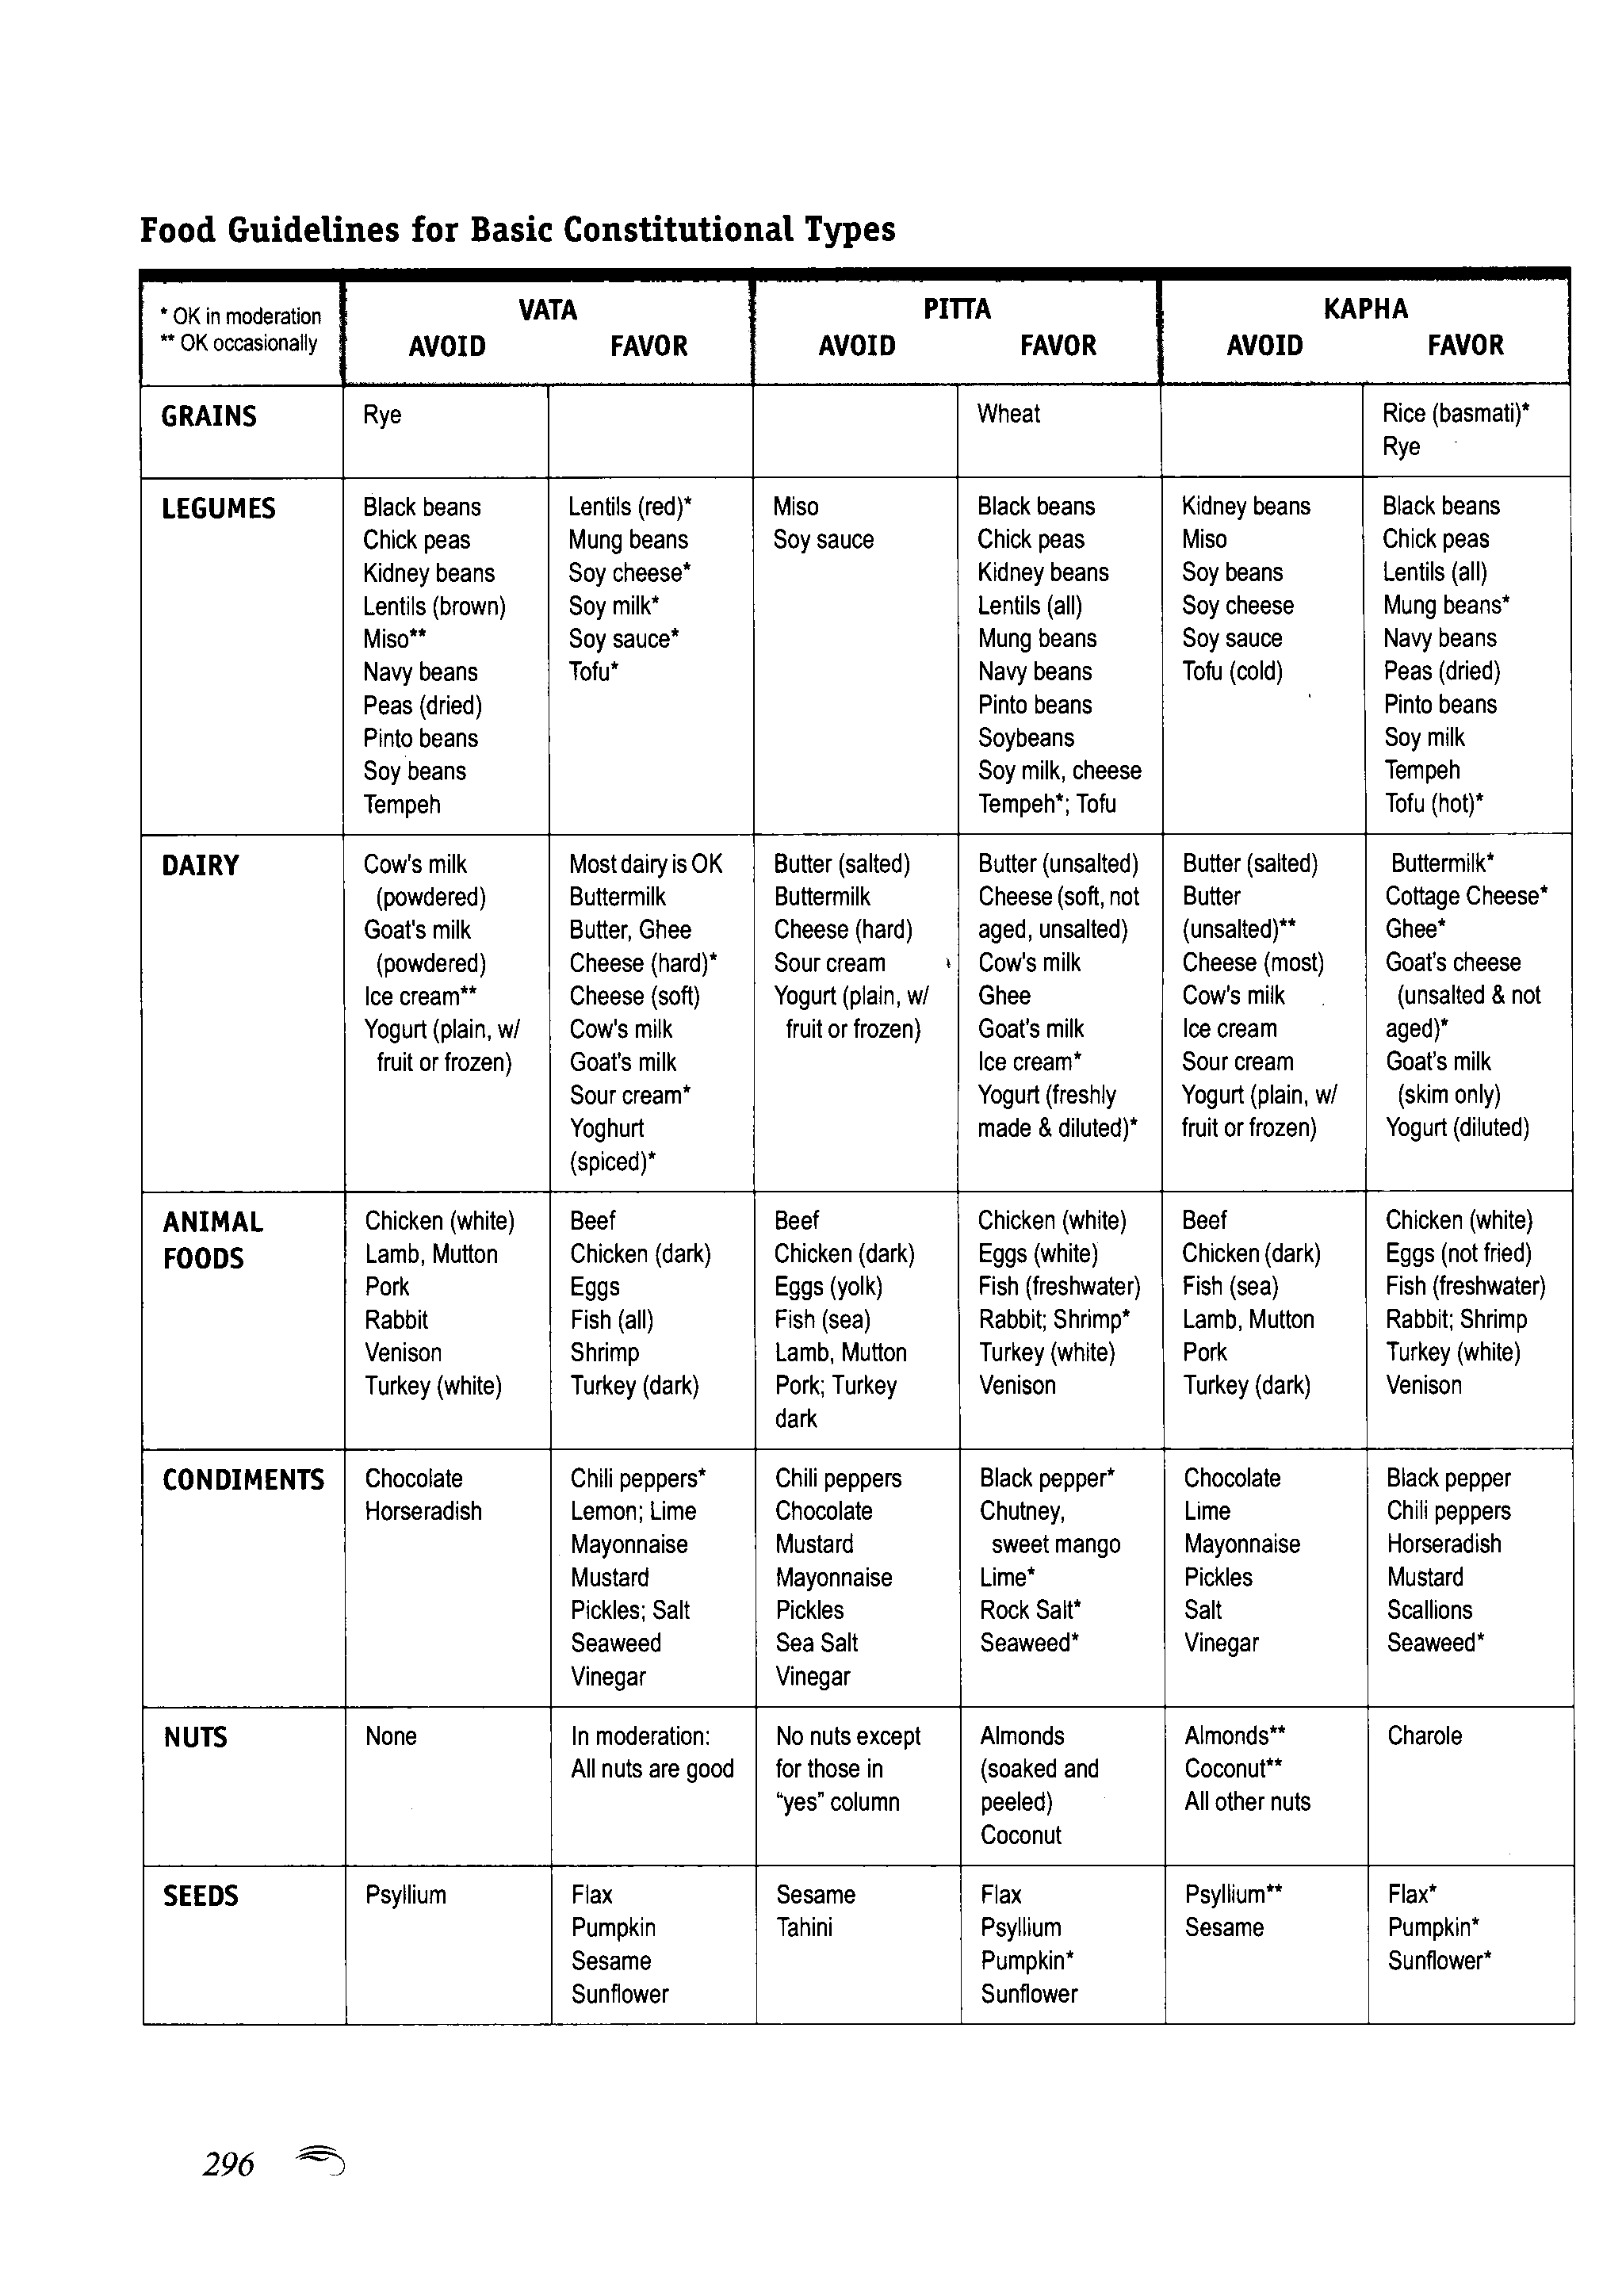 Food Guidelines for Basic Constitutional Types
* OK in moderation
** OK occasionally
VATA
AVOID FAVOR
PITTA
AVOID FAVOR
KAPHA
AVOID FAVOR
GRAINS
Rye
Wheat
Rice (basmati)*
Rye
LEGUMES
Black beans
Chick peas
Kidney beans
Lentils (brown)
Miso**
Navy beans
Peas (dried)
Pinto beans
Soy beans
Tempeh
Lentils (red)*
Mung beans
Soy cheese*
Soy milk*
Soy sauce*
Tofu*
Miso
Soy sauce
Black beans
Chick peas
Kidney beans
Lentils (all)
Mung beans
Navy beans
Pinto beans
Soybeans
Soy milk, cheese
Tempeh*; Tofu
Kidney beans
Miso
Soy beans
Soy cheese
Soy sauce
Tofu (cold)
Black beans
Chick peas
Lentils (all)
Mung beans*
Navy beans
Peas (dried)
Pinto beans
Soy milk
Tempeh
Tofu (hot)*
DAIRY
Cow's milk
(powdered)
Goat's milk
(powdered)
Ice cream**
Yogurt (plain, w/
fruit or frozen)
Most dairy is OK
Buttermilk
Butter, Ghee
Cheese (hard)*
Cheese (soft)
Cow's milk
Goat's milk
Sour cream*
Yoghurt
(spiced)*
Butter (salted)
Buttermilk
Cheese (hard)
Sour cream
Yogurt (plain, w/
fruit or frozen)
Butter (unsalted)
Cheese (soft, not
aged, unsalted)
Cow's milk
Ghee
Goat's milk
Ice cream*
Yogurt (freshly
made & diluted)*
Butter (salted)
Butter
(unsalted)**
Cheese (most)
Cow's milk
Ice cream
Sour cream
Yogurt (plain, w/
fruit or frozen)
Buttermilk*
Cottage Cheese*
Ghee*
Goat's cheese
(unsalted & not
aged)*
Goat's milk
(skim only)
Yogurt (diluted)
ANIMAL
FOODS
Chicken (white)
Lamb, Mutton
Pork
Rabbit
Venison
Turkey (white)
Beef
Chicken (dark)
Eggs
Fish (all)
Shrimp
Turkey (dark)
Beef
Chicken (dark)
Eggs (yolk)
Fish (sea)
Lamb, Mutton
Pork; Turkey
dark
Chicken (white)
Eggs (white)
Fish (freshwater)
Rabbit; Shrimp*
Turkey (white)
Venison
Beef
Chicken (dark)
Fish (sea)
Lamb, Mutton
Pork
Turkey (dark)
Chicken (white)
Eggs (not fried)
Fish (freshwater)
Rabbit; Shrimp
Turkey (white)
Venison
CONDIMENTS
Chocolate
Horseradish
Chili peppers*
Lemon; Lime
Mayonnaise
Mustard
Pickles; Salt
Seaweed
Vinegar
Chili peppers
Chocolate
Mustard
Mayonnaise
Pickles
Sea Salt
Vinegar
Black pepper*
Chutney,
sweet mango
Lime*
Rock Salt*
Seaweed*
Chocolate
Lime
Mayonnaise
Pickles
Salt
Vinegar
Black pepper
Chili peppers
Horseradish
Mustard
Scallions
Seaweed*
NUTS
None
In moderation:
All nuts are good
No nuts except
for those in
"yes" column
Almonds
(soaked and
peeled)
Coconut
Almonds**
Coconut**
All other nuts
Charole
SEEDS
Psyllium
Flax
Pumpkin
Sesame
Sunflower
Sesame
Tahini
Flax
Psyllium
Pumpkin*
Sunflower
Psyllium**
Sesame
Flax*
Pumpkin*
Sunflower*
296